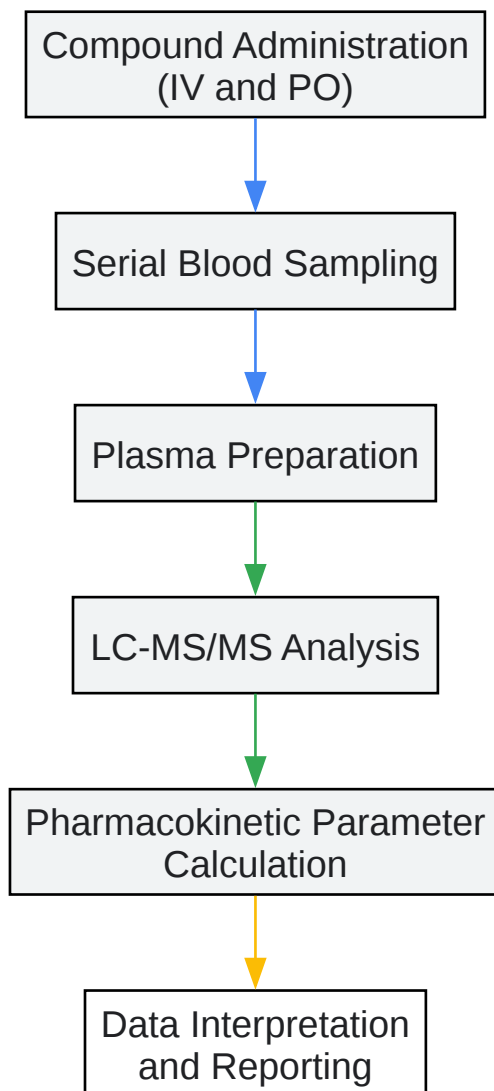 Compound Administration
(IV and PO)
Serial Blood Sampling
Plasma Preparation
LC-MS/MS Analysis
Pharmacokinetic Parameter
Calculation
Data Interpretation
and Reporting